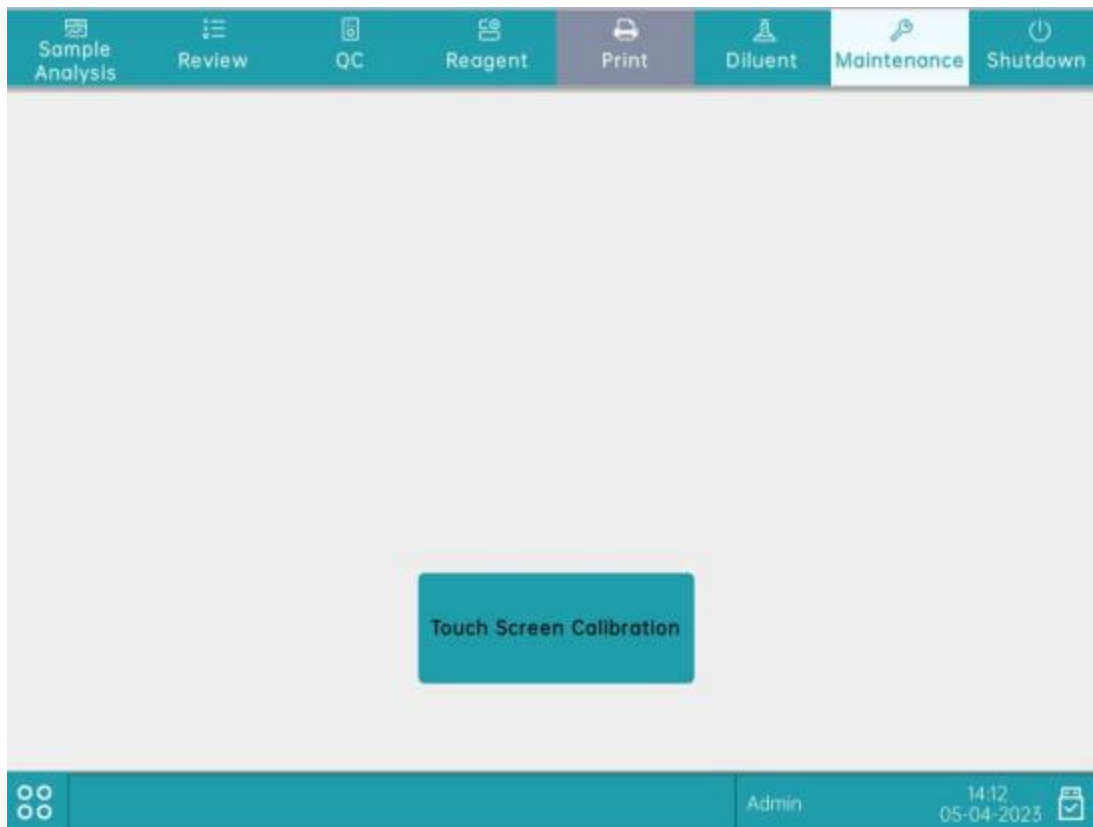 Sample
Analysis
Review
QC
Reagent
Print
Diluent
Maintenance
Shutdown
Touch Screen Calibration
Admin
14:12
05-04-2023